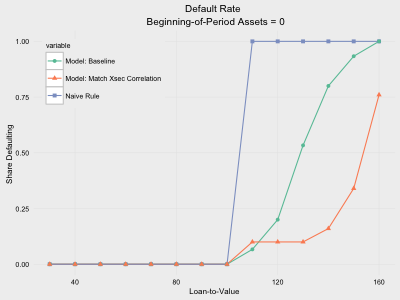 Default Rate
Beginning-of-Period Assets = 0
variable
Model: Baseline
Model: Match Xsec Correlation
Naive Rule
Share Defaulting
1.00
0.75
0.50
0.25
0.00
40
80
120
160
Loan-to-Value